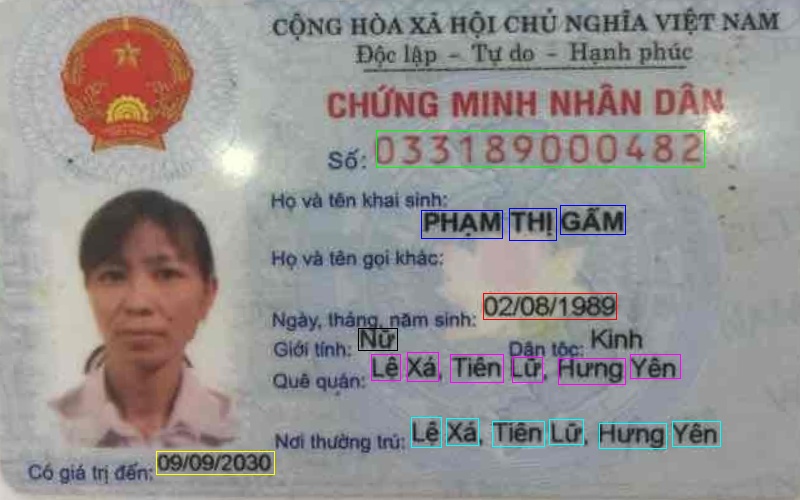 CỘNG HÒA XÃ HỘI CHỦ NGHĨA VIỆT NAM
Độc lập - Tự do - Hạnh phúc
CHỨNG MINH NHÂN DÂN
Số: 033189000482
Họ và tên khai sinh:
PHẠM THỊ GẤM
Họ và tên gọi khác:
Ngày, tháng, năm sinh: 02/08/1989
Giới tính: Nữ Dân tộc: Kinh
Quê quán: Lệ Xá, Tiên Lữ, Hưng Yên
Nơi thường trú: Lệ Xá, Tiên Lữ, Hưng Yên
Có giá trị đến: 09/09/2030